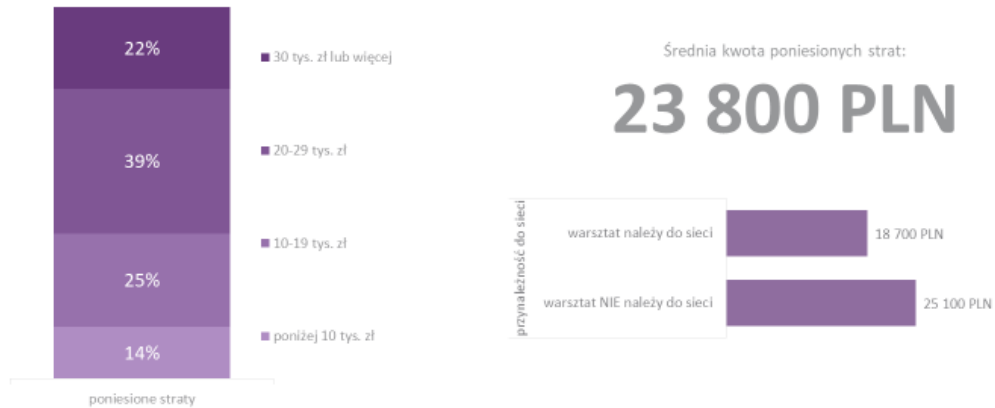 22%
39%
25%
14%
poniesione straty
30 tys. zł lub więcej
20-29 tys. zł
10-19 tys. zł
poniżej 10 tys. zł
Średnia kwota poniesionych strat:
23 800 PLN
przynależność do sieci
warsztat należy do sieci
18 700 PLN
warsztat NIE należy do sieci
25 100 PLN